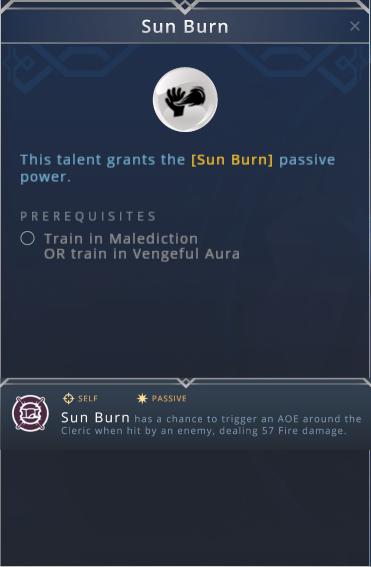 Sun Burn
This talent grants the [Sun Burn] passive
power.
PREREQUISITES
Train in Malediction
OR train in Vengeful Aura
SELF PASSIVE
Sun Burn has a chance to trigger an AOE around the
Cleric when hit by an enemy, dealing 57 Fire damage.